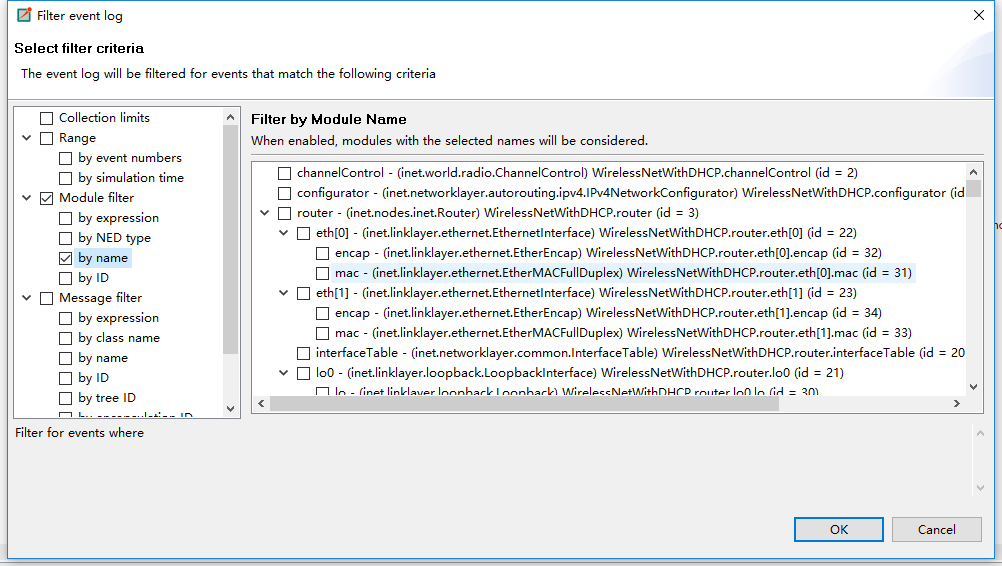 Filter event log
Select filter criteria
The event log will be filtered for events that match the following criteria
Collection limits
Range
by event numbers
by simulation time
Module filter
by expression
by NED type
by name
by ID
Message filter
by expression
by class name
by name
by ID
by tree ID
by encapsulation ID
Filter by Module Name
When enabled, modules with the selected names will be considered.
channelControl - (inet.world.radio.ChannelControl) WirelessNetWithDHCP.channelControl (id = 2)
configurator - (inet.networklayer.autorouting.ipv4.IPv4NetworkConfigurator) WirelessNetWithDHCP.configurator (id
router - (inet.nodes.inet.Router) WirelessNetWithDHCP.router (id = 3)
eth[0] - (inet.linklayer.ethernet.EthernetInterface) WirelessNetWithDHCP.router.eth[0] (id = 22)
encap - (inet.linklayer.ethernet.EtherEncap) WirelessNetWithDHCP.router.eth[0].encap (id = 32)
mac - (inet.linklayer.ethernet.EtherMACFullDuplex) WirelessNetWithDHCP.router.eth[0].mac (id = 31)
eth[1] - (inet.linklayer.ethernet.EthernetInterface) WirelessNetWithDHCP.router.eth[1] (id = 23)
encap - (inet.linklayer.ethernet.EtherEncap) WirelessNetWithDHCP.router.eth[1].encap (id = 34)
mac - (inet.linklayer.ethernet.EtherMACFullDuplex) WirelessNetWithDHCP.router.eth[1].mac (id = 33)
interfaceTable - (inet.networklayer.common.InterfaceTable) WirelessNetWithDHCP.router.interfaceTable (id = 20
lo0 - (inet.linklayer.loopback.LoopbackInterface) WirelessNetWithDHCP.router.lo0 (id = 21)
lo - (inet.linklayer.loopback.Loopback) WirelessNetWithDHCP.router.lo0.lo (id = 30)
Filter for events where
OK
Cancel